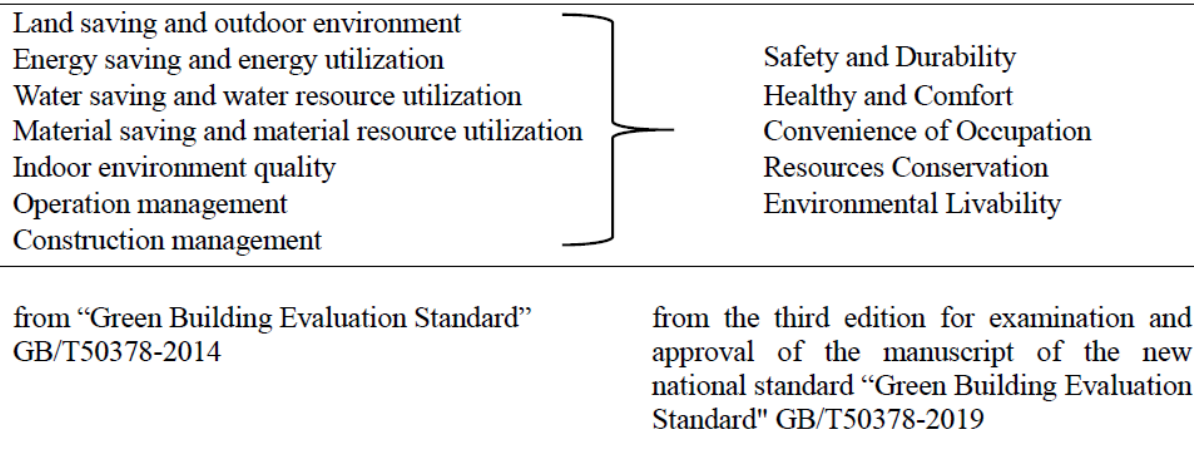 Land saving and outdoor environment
Energy saving and energy utilization
Water saving and water resource utilization
Material saving and material resource utilization
Indoor environment quality
Operation management
Construction management
Safety and Durability
Healthy and Comfort
Convenience of Occupation
Resources Conservation
Environmental Livability
from “Green Building Evaluation Standard”
GB/T50378-2014
from the third edition for examination and
approval of the manuscript of the new
national standard “Green Building Evaluation
Standard" GB/T50378-2019